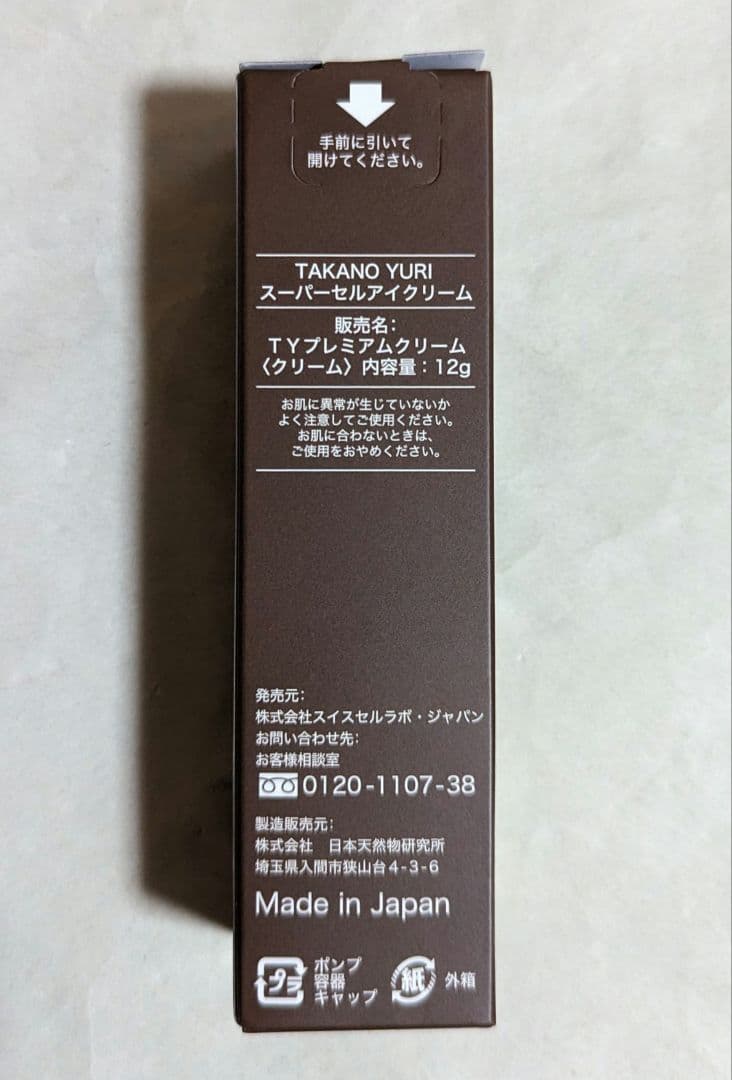 手前に引いて
開けてください。
TAKANO YURI
スーパーセルアイクリーム
販売名:
TYプレミアムクリーム
〈クリーム〉内容量:12g
お肌に異常が生じていないか
よく注意してご使用ください。
お肌に合わないときは、
ご使用をおやめください。
発売元:
株式会社スイスセルラボ・ジャパン
お問い合わせ先:
お客様相談室
0120-1107-38
製造販売元:
株式会社 日本天然物研究所
埼玉県入間市狭山台4-3-6
Made in Japan
プラ
ポンプ
容器
キャップ
紙 外箱